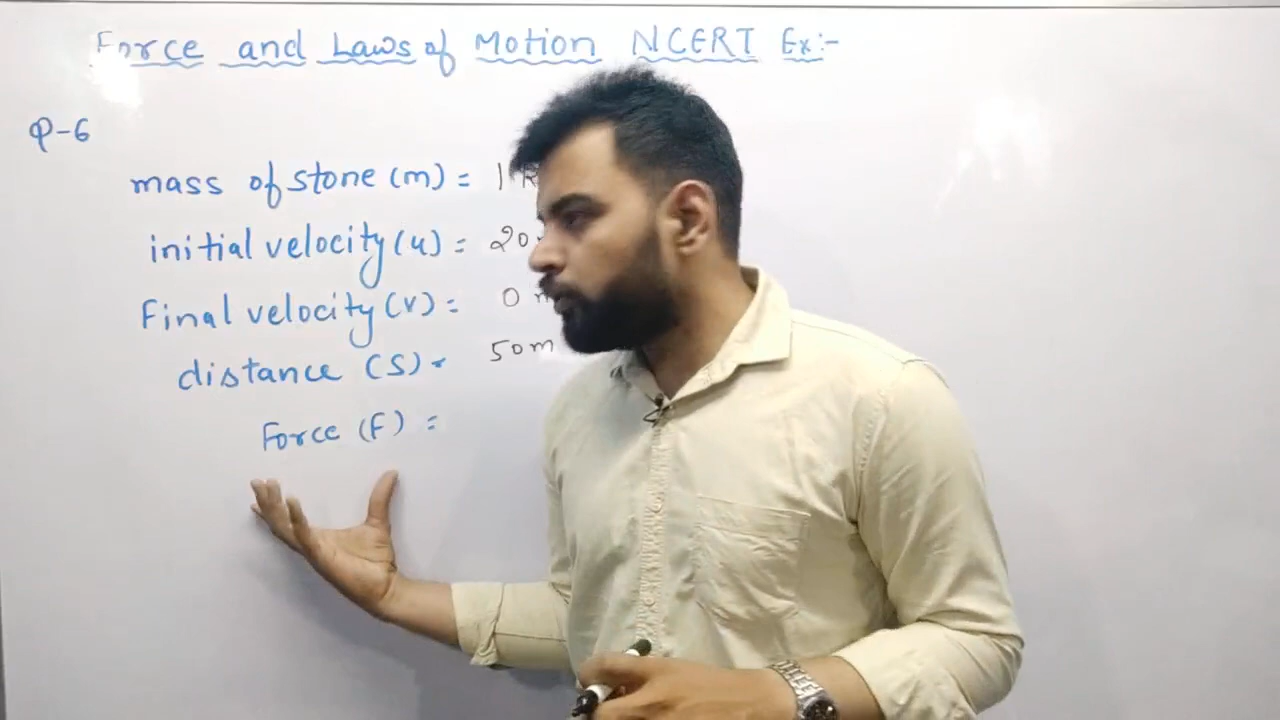 Force and Laws of Motion NCERT Ex:-
Q-6
mass of stone (m) = 1
initial velocity (u) = 20
Final velocity (v) = 0
distance (S) = 50m
Force (F) =